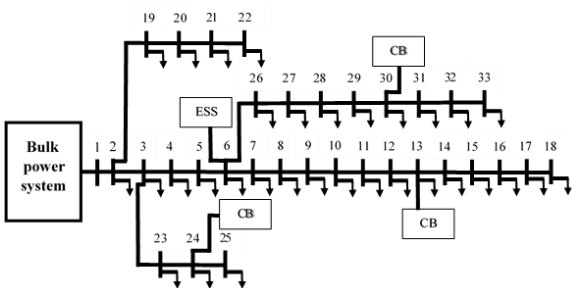 19 20 21 22
CB
26 27 28 29 30 31 32 33
ESS
Bulk
power
system
1 2 3 4 5 6 7 8 9 10 11 12 13 14 15 16 17 18
CB
CB
23 24 25